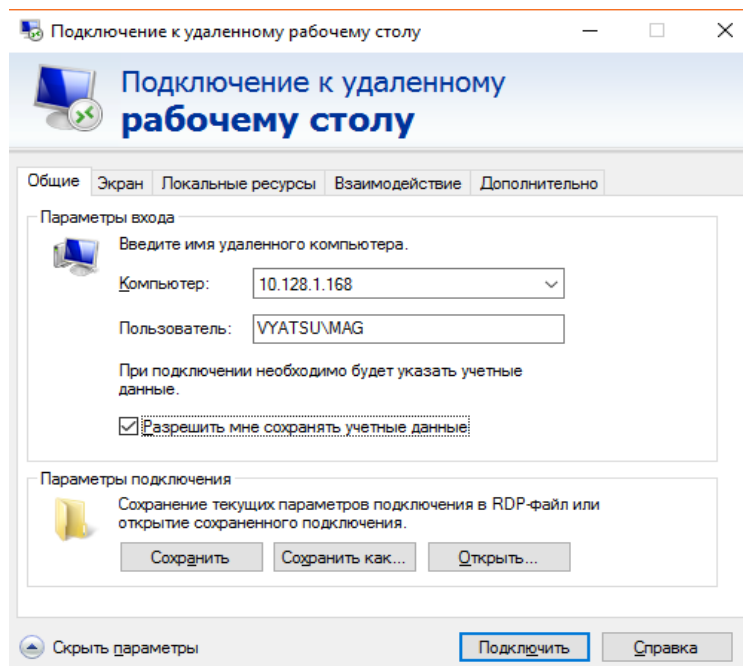 Подключение к удаленному рабочему столу
Подключение к удаленному
рабочему столу
Общие Экран Локальные ресурсы Взаимодействие Дополнительно
Параметры входа
Введите имя удаленного компьютера.
Компьютер: 10.128.1.168
Пользователь: VYATSU\MAG
При подключении необходимо будет указать учетные
данные.
Разрешить мне сохранять учетные данные
Параметры подключения
Сохранение текущих параметров подключения в RDP-файл или
открытие сохраненного подключения.
Сохранить Сохранить как... Открыть...
Скрыть параметры Подключить Справка